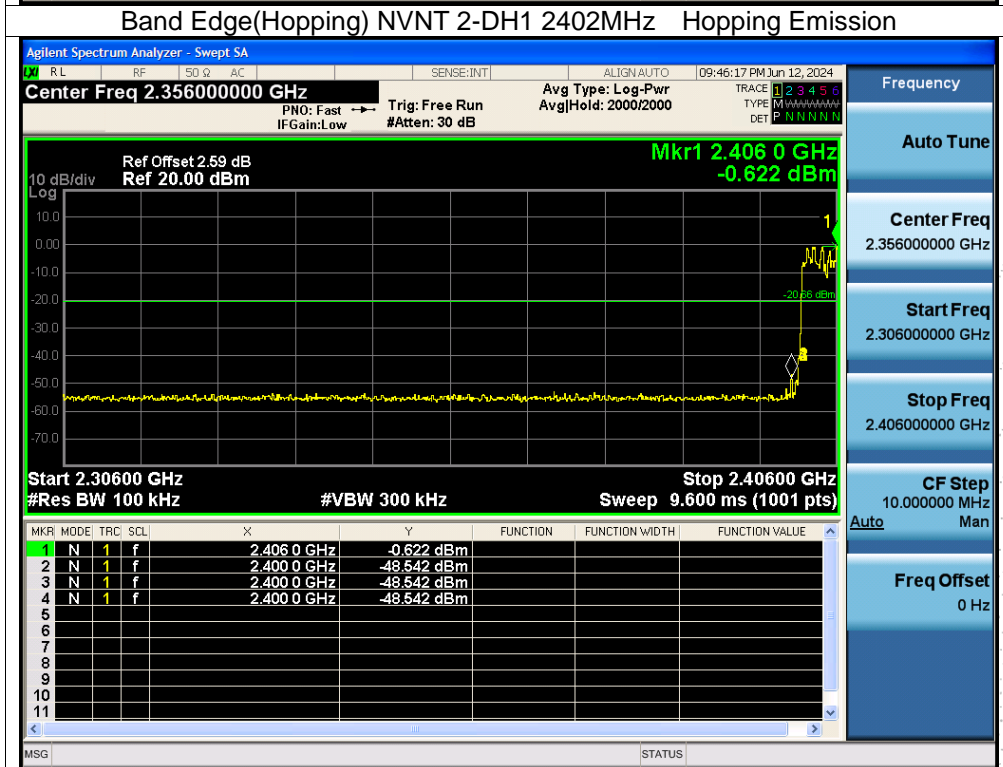 Band Edge(Hopping) NVNT 2-DH1 2402MHz Hopping Emission
Agilent Spectrum Analyzer - Swept SA
LXI RL RF 50 Ω AC SENSE:INT ALIGN AUTO 09:46:17 PM Jun 12, 2024
Center Freq 2.356000000 GHz
PNO: Fast
IFGain:Low
Trig: Free Run
#Atten: 30 dB
Avg Type: Log-Pwr
Avg|Hold: 2000/2000
TRACE 1 2 3 4 5 6
TYPE M WWWWW
DET P N N N N N
Frequency
Auto Tune
Center Freq
2.356000000 GHz
Start Freq
2.306000000 GHz
Stop Freq
2.406000000 GHz
CF Step
10.000000 MHz
Auto Man
Freq Offset
0 Hz
Mkr1 2.406 0 GHz
-0.622 dBm
Ref Offset 2.59 dB
10 dB/div Ref 20.00 dBm
Log
10.0
0.00
-10.0
-20.0
-30.0
-40.0
-50.0
-60.0
-70.0
1
-20.66 dBm
Start 2.30600 GHz Stop 2.40600 GHz
#Res BW 100 kHz #VBW 300 kHz Sweep 9.600 ms (1001 pts)
MKR MODE TRC SCL X Y FUNCTION FUNCTION WIDTH FUNCTION VALUE
1 N 1 f 2.406 0 GHz -0.622 dBm
2 N 1 f 2.400 0 GHz -48.542 dBm
3 N 1 f 2.400 0 GHz -48.542 dBm
4 N 1 f 2.400 0 GHz -48.542 dBm
5
6
7
8
9
10
11
MSG STATUS